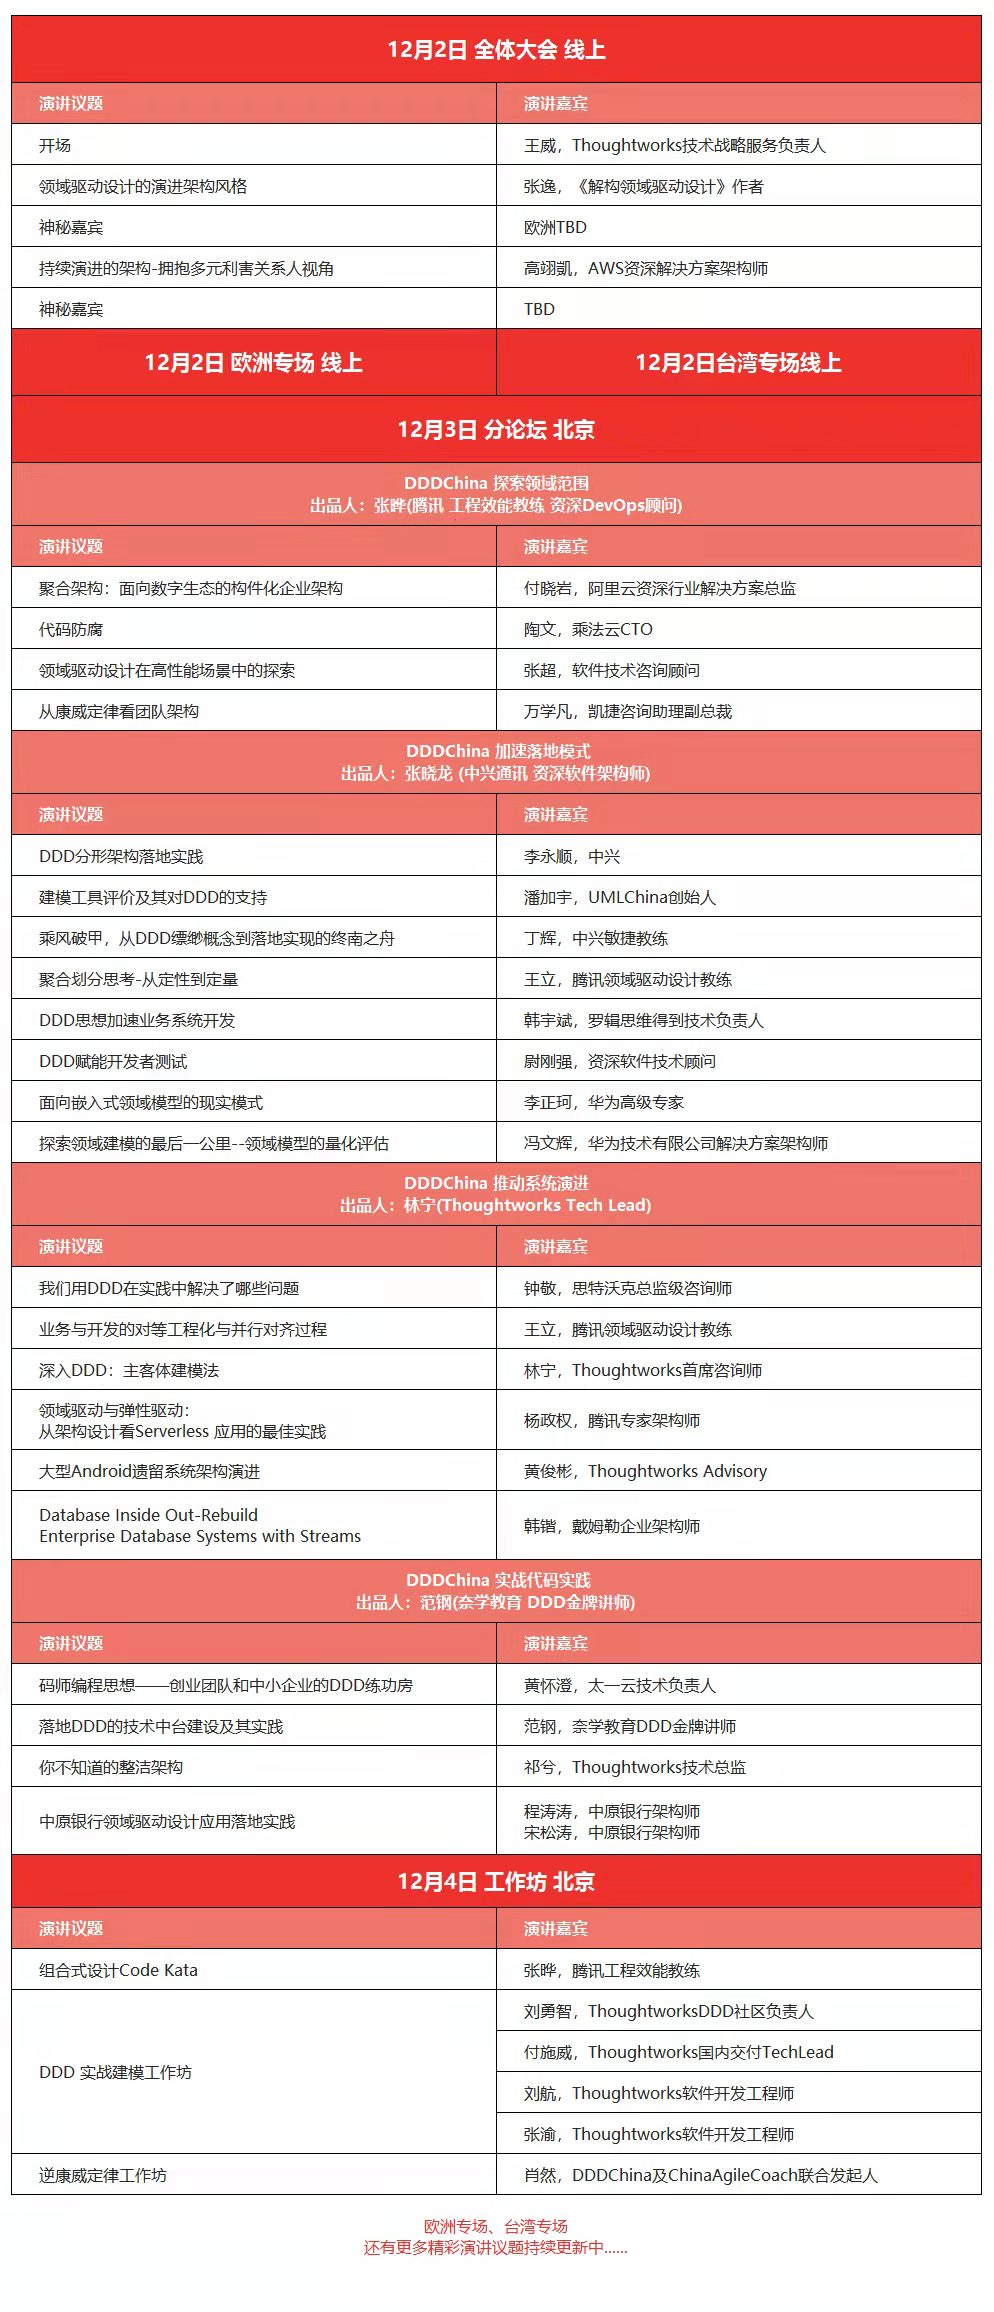 12月2日 全体大会 线上
演讲议题
演讲嘉宾
开场
王威，Thoughtworks技术战略服务负责人
领域驱动设计的演进架构风格
张逸，《解构领域驱动设计》作者
神秘嘉宾
欧洲TBD
持续演进的架构-拥抱多元利害关系人视角
高翊凱，AWS资深解决方案架构师
神秘嘉宾
TBD
12月2日 欧洲专场 线上
12月2日台湾专场线上
12月3日 分论坛 北京
DDDChina 探索领域范围
出品人：张晔(腾讯 工程效能教练 资深DevOps顾问)
演讲议题
演讲嘉宾
聚合架构：面向数字生态的构件化企业架构
付晓岩，阿里云资深行业解决方案总监
代码防腐
陶文，乘法云CTO
领域驱动设计在高性能场景中的探索
张超，软件技术咨询顾问
从康威定律看团队架构
万学凡，凯捷咨询助理副总裁
DDDChina 加速落地模式
出品人：张晓龙 (中兴通讯 资深软件架构师)
演讲议题
演讲嘉宾
DDD分形架构落地实践
李永顺，中兴
建模工具评价及其对DDD的支持
潘加宇，UMLChina创始人
乘风破甲，从DDD缥缈概念到落地实现的终南之舟
丁辉，中兴敏捷教练
聚合划分思考-从定性到定量
王立，腾讯领域驱动设计教练
DDD思想加速业务系统开发
韩宇斌，罗辑思维得到技术负责人
DDD赋能开发者测试
尉刚强，资深软件技术顾问
面向嵌入式领域模型的现实模式
李正珂，华为高级专家
探索领域建模的最后一公里--领域模型的量化评估
冯文辉，华为技术有限公司解决方案架构师
DDDChina 推动系统演进
出品人：林宁(Thoughtworks Tech Lead)
演讲议题
演讲嘉宾
我们用DDD在实践中解决了哪些问题
钟敬，思特沃克总监级咨询师
业务与开发的对等工程化与并行对齐过程
王立，腾讯领域驱动设计教练
深入DDD：主客体建模法
林宁，Thoughtworks首席咨询师
领域驱动与弹性驱动：
从架构设计看Serverless 应用的最佳实践
杨政权，腾讯专家架构师
大型Android遗留系统架构演进
黄俊彬，Thoughtworks Advisory
Database Inside Out-Rebuild
Enterprise Database Systems with Streams
韩锴，戴姆勒企业架构师
DDDChina 实战代码实践
出品人：范钢(奈学教育 DDD金牌讲师)
演讲议题
演讲嘉宾
码师编程思想——创业团队和中小企业的DDD练功房
黄怀澄，太一云技术负责人
落地DDD的技术中台建设及其实践
范钢，奈学教育DDD金牌讲师
你不知道的整洁架构
祁兮，Thoughtworks技术总监
中原银行领域驱动设计应用落地实践
程涛涛，中原银行架构师
宋松涛，中原银行架构师
12月4日 工作坊 北京
演讲议题
演讲嘉宾
组合式设计Code Kata
张晔，腾讯工程效能教练
DDD 实战建模工作坊
刘勇智，ThoughtworksDDD社区负责人
付施威，Thoughtworks国内交付TechLead
刘航，Thoughtworks软件开发工程师
张渝，Thoughtworks软件开发工程师
逆康威定律工作坊
肖然，DDDChina及ChinaAgileCoach联合发起人
欧洲专场、台湾专场
还有更多精彩演讲议题持续更新中......